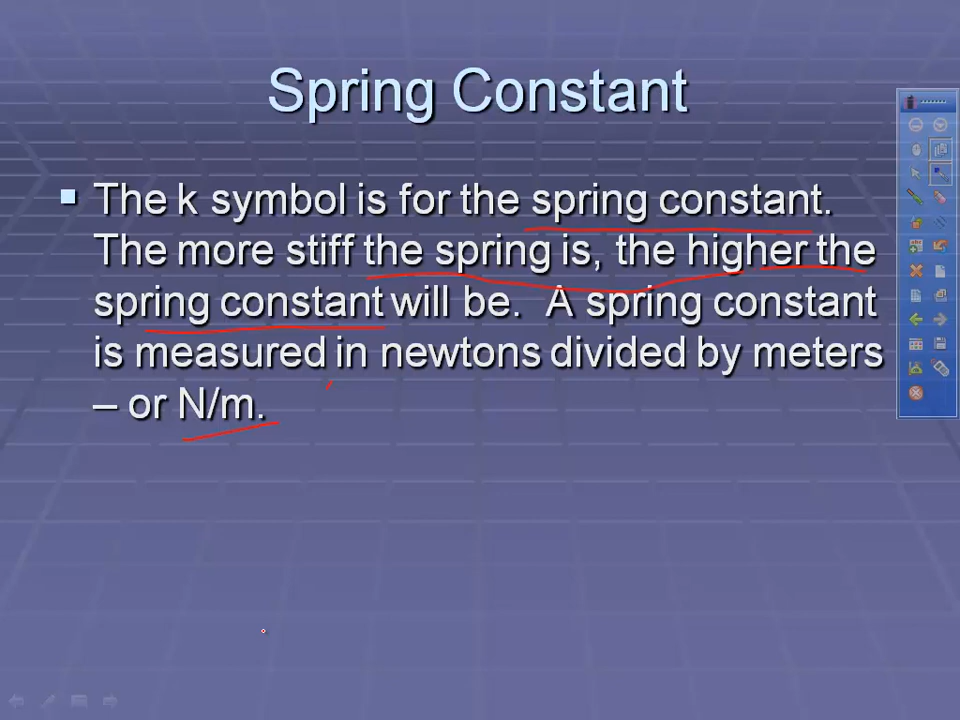 Spring Constant
The k symbol is for the spring constant.
The more stiff the spring is, the higher the
spring constant will be. A spring constant
is measured in newtons divided by meters
– or N/m.